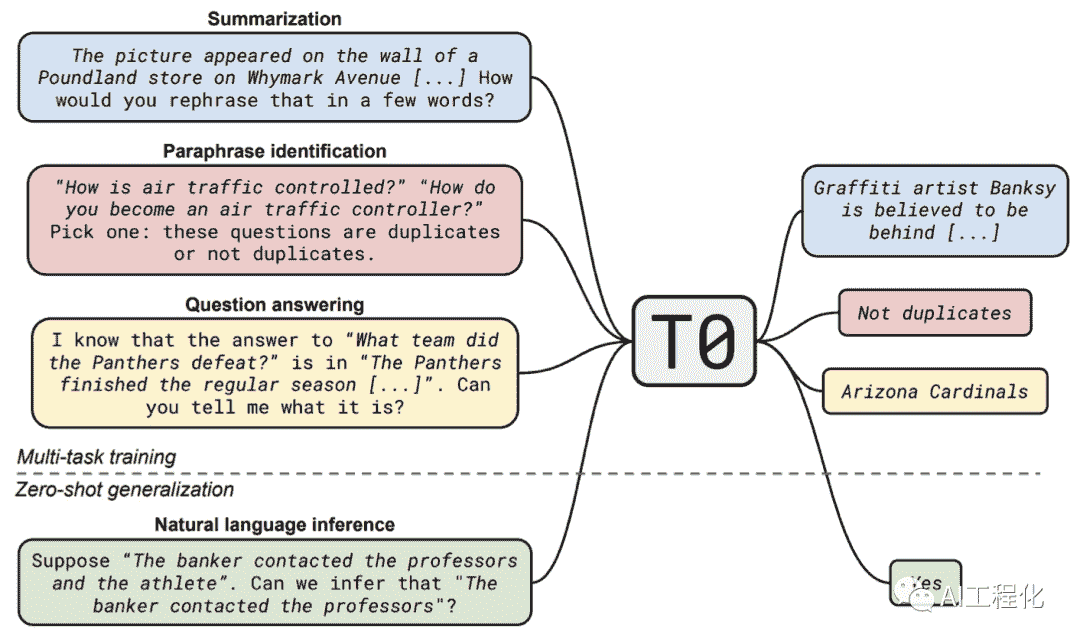 Summarization
The picture appeared on the wall of a
Poundland store on Whymark Avenue [...] How
would you rephrase that in a few words?
Paraphrase identification
“How is air traffic controlled?” “How do
you become an air traffic controller?”
Pick one: these questions are duplicates
or not duplicates.
Question answering
I know that the answer to “What team did
the Panthers defeat?” is in “The Panthers
finished the regular season [...]”. Can
you tell me what it is?
Multi-task training
Zero-shot generalization
Natural language inference
Suppose “The banker contacted the professors
and the athlete”. Can we infer that "The
banker contacted the professors"?
T0
Graffiti artist Banksy
is believed to be
behind [...]
Not duplicates
Arizona Cardinals
Yes
AI工程化